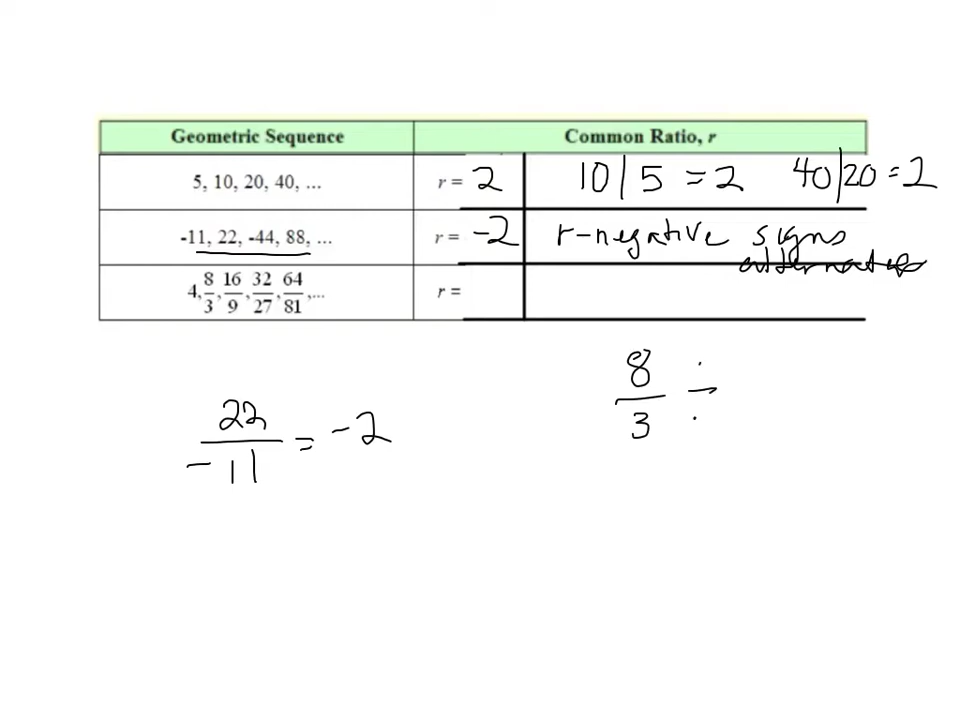 Geometric Sequence Common Ratio, r
5, 10, 20, 40, ... r = 2 10/5 = 2 40/20 = 2
-11, 22, -44, 88, ... r = -2 r-negative signs alternates
4, 8/3, 16/9, 32/27, 64/81, ... r =
22/-11 = -2
8/3 ÷